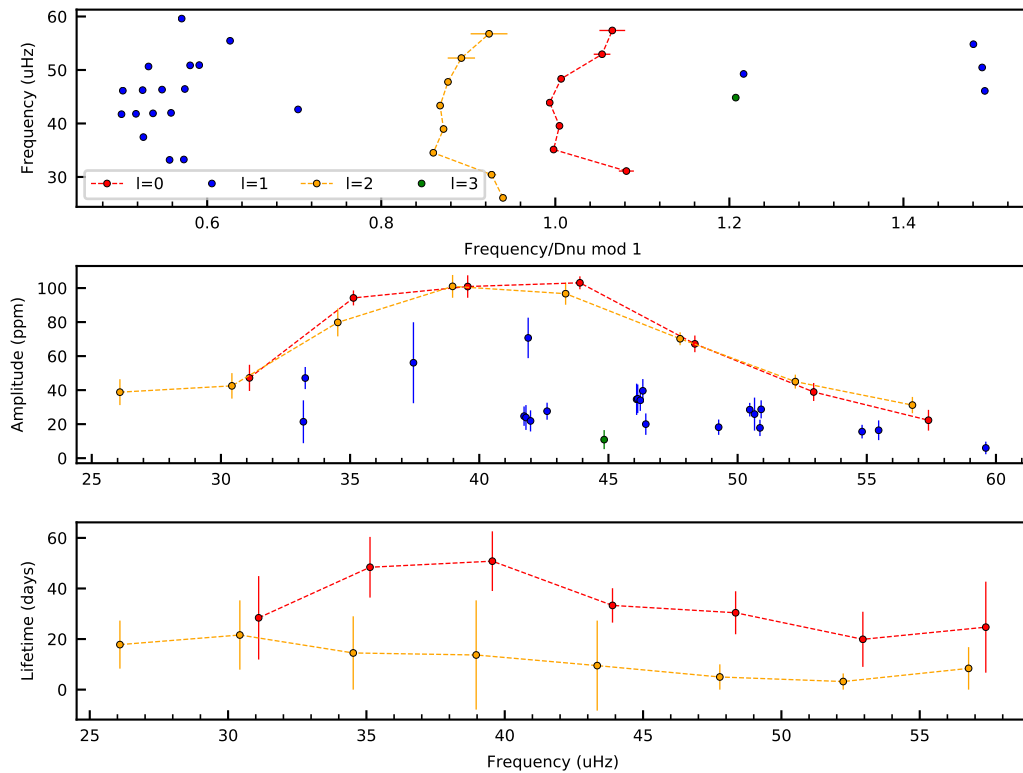 60
50
40
30
Frequency (uHz)
l=0 l=1 l=2 l=3
0.6 0.8 1.0 1.2 1.4
Frequency/Dnu mod 1
100
80
60
40
20
0
Amplitude (ppm)
25 30 35 40 45 50 55 60
60
40
20
0
Lifetime (days)
25 30 35 40 45 50 55
Frequency (uHz)